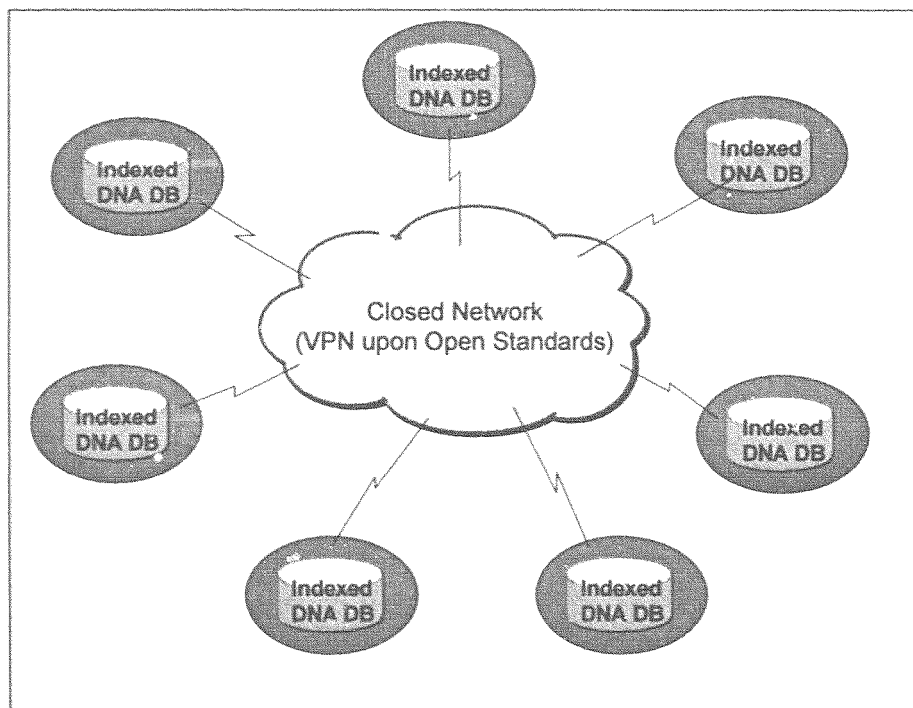 Indexed
DNA DB
Indexed
DNA DB
Indexed
DNA DB
Closed Network
(VPN upon Open Standards)
Indexed
DNA DB
Indexed
DNA DB
Indexed
DNA DB
Indexed
DNA DB